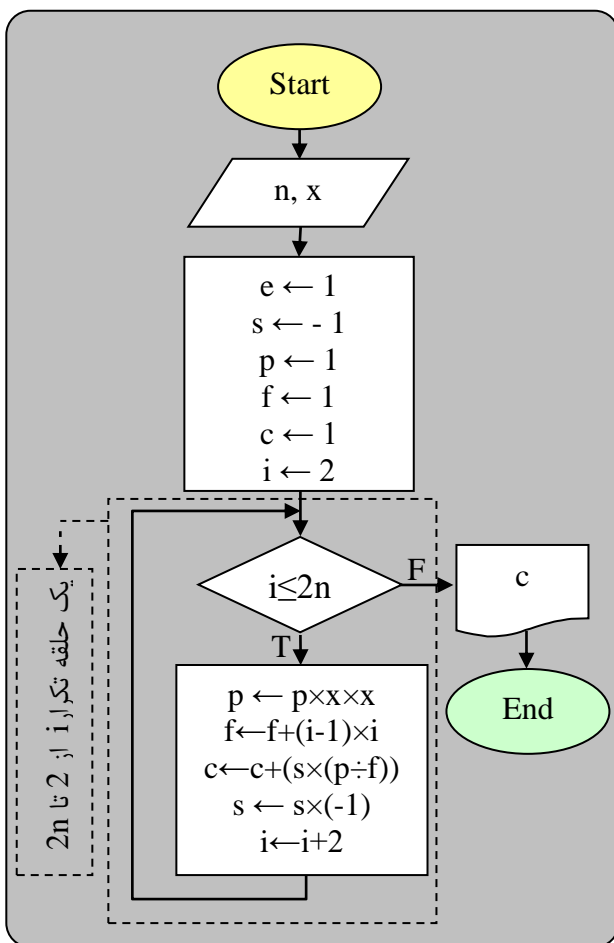 Start
n, x
e ← 1
s ← - 1
p ← 1
f ← 1
c ← 1
i ← 2
i≤2n
F
c
T
End
p ← p×x×x
f←f+(i-1)×i
c←c+(s×(p÷f))
s ← s×(-1)
i←i+2
یک حلقه تکرار i از 2 تا 2n